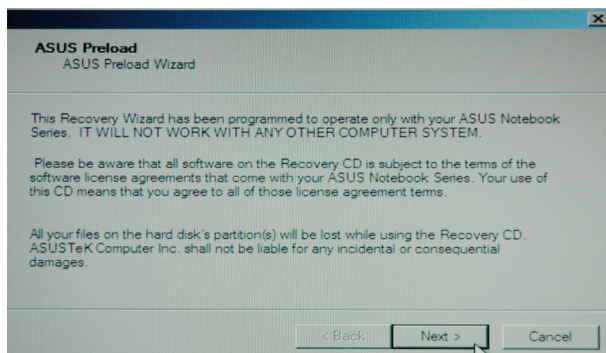 ASUS Preload
ASUS Preload Wizard
This Recovery Wizard has been programmed to operate only with your ASUS Notebook
Series. IT WILL NOT WORK WITH ANY OTHER COMPUTER SYSTEM.
Please be aware that all software on the Recovery CD is subject to the terms of the
software license agreements that come with your ASUS Notebook Series. Your use of
this CD means that you agree to all of those license agreement terms.
All your files on the hard disk's partition(s) will be lost while using the Recovery CD.
ASUSTeK Computer Inc. shall not be liable for any incidental or consequential
damages.
< Back Next > Cancel